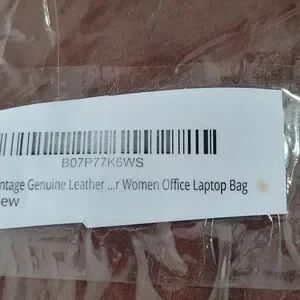 B07P77K6WS
ntage Genuine Leather ...r Women Office Laptop Bag
ew